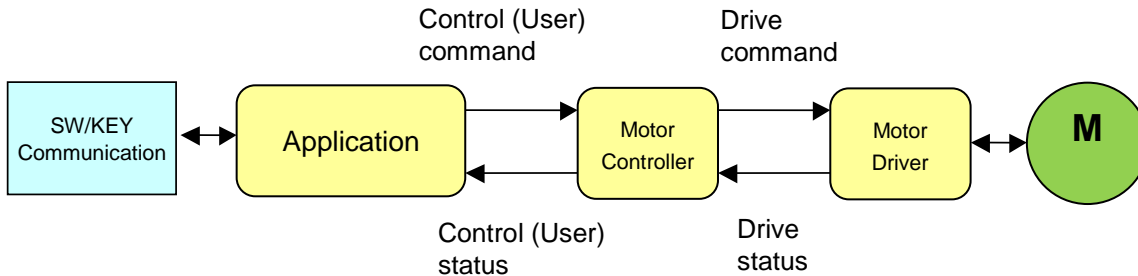 Control (User)
command
Drive
command
SW/KEY
Communication
Application
Motor
Controller
Motor
Driver
M
Control (User)
status
Drive
status